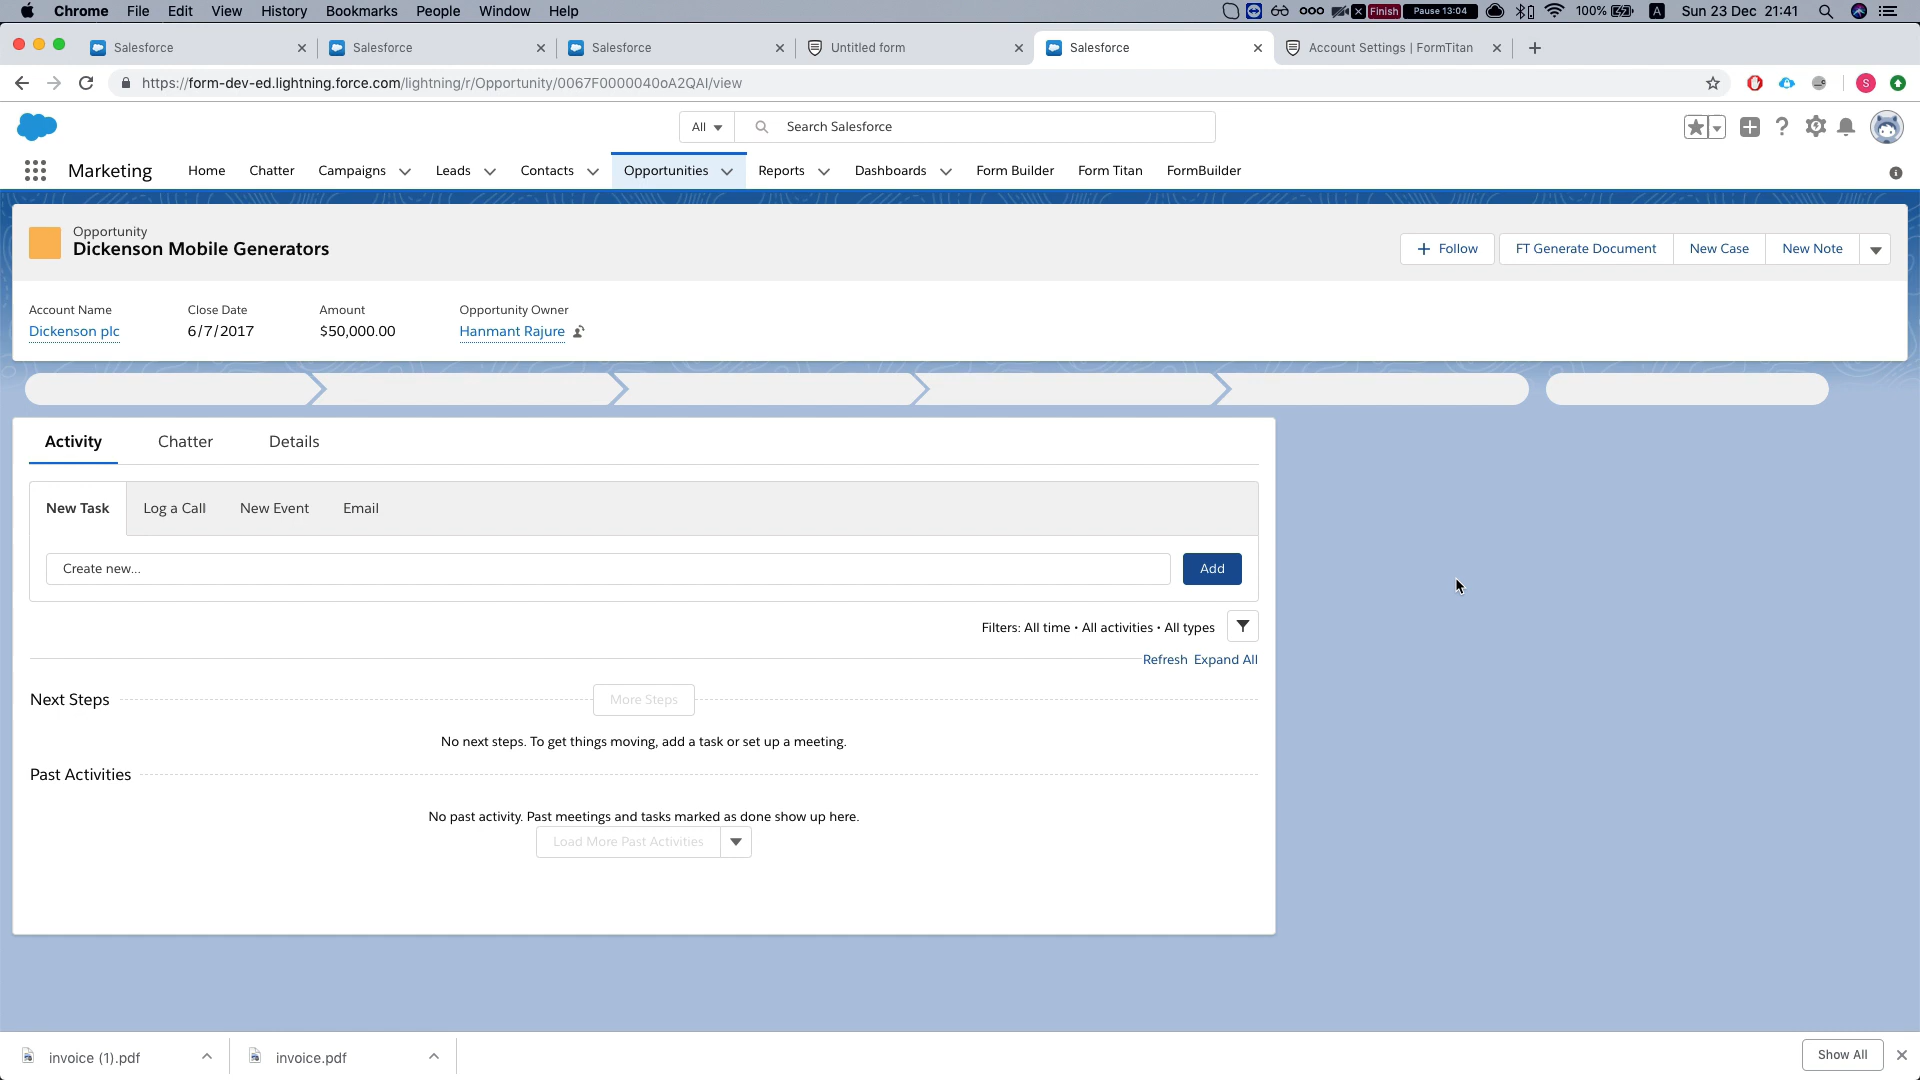 Chrome File Edit View History Bookmarks People Window Help Finish Pause 13:04 100% A Sun 23 Dec 21:41
Salesforce Salesforce Salesforce Untitled form Salesforce Account Settings | FormTitan
https://form-dev-ed.lightning.force.com/lightning/r/Opportunity/0067F0000040oA2QAI/view S
All Search Salesforce
Marketing Home Chatter Campaigns Leads Contacts Opportunities Reports Dashboards Form Builder Form Titan FormBuilder
Opportunity
Dickenson Mobile Generators
+ Follow FT Generate Document New Case New Note
Account Name Close Date Amount Opportunity Owner
Dickenson plc 6/7/2017 $50,000.00 Hanmant Rajure
Activity Chatter Details
New Task Log a Call New Event Email
Create new... Add
Filters: All time • All activities • All types
Refresh Expand All
Next Steps More Steps
No next steps. To get things moving, add a task or set up a meeting.
Past Activities
No past activity. Past meetings and tasks marked as done show up here.
Load More Past Activities
invoice (1).pdf invoice.pdf Show All